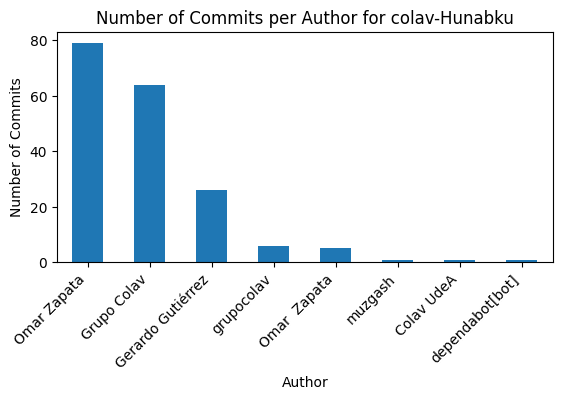 Number of Commits per Author for colav-Hunabku
Number of Commits
80
60
40
20
0
Omar Zapata
Grupo Colav
Gerardo Gutiérrez
grupocolav
Omar  Zapata
muzgash
Colav UdeA
dependabot[bot]
Author